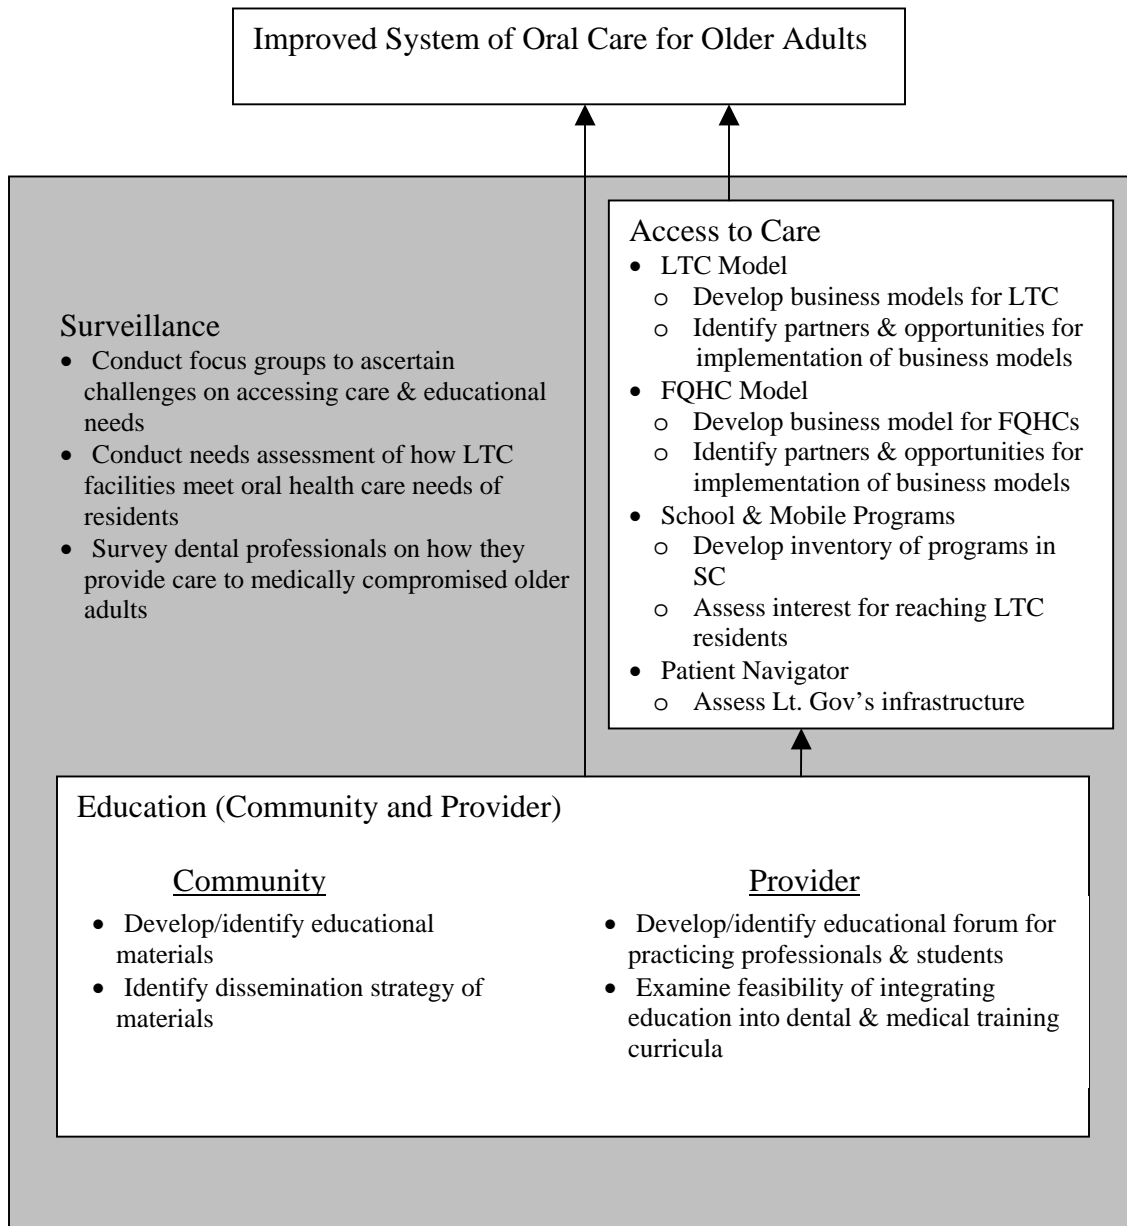 Improved System of Oral Care for Older Adults
Surveillance
• Conduct focus groups to ascertain
challenges on accessing care & educational
needs
• Conduct needs assessment of how LTC
facilities meet oral health care needs of
residents
• Survey dental professionals on how they
provide care to medically compromised older
adults
Access to Care
• LTC Model
o Develop business models for LTC
o Identify partners & opportunities for
implementation of business models
• FQHC Model
o Develop business model for FQHCs
o Identify partners & opportunities for
implementation of business models
• School & Mobile Programs
o Develop inventory of programs in
SC
o Assess interest for reaching LTC
residents
• Patient Navigator
o Assess Lt. Gov's infrastructure
Education (Community and Provider)
Community
• Develop/identify educational
materials
• Identify dissemination strategy of
materials
Provider
• Develop/identify educational forum for
practicing professionals & students
• Examine feasibility of integrating
education into dental & medical training
curricula